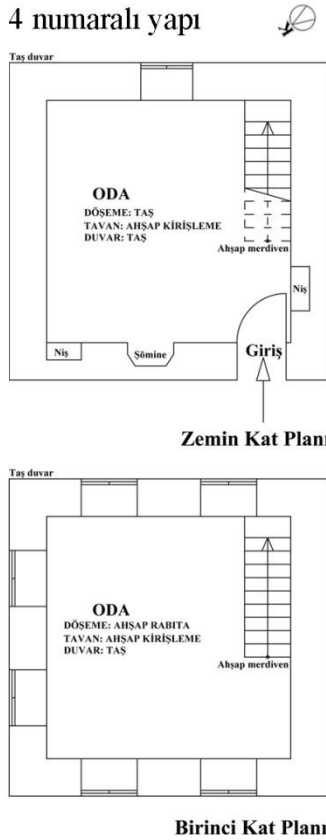 4 numaralı yapı
Taş duvar
ODA
DÖŞEME: TAŞ
TAVAN: AHŞAP KİRİŞLEME
DUVAR: TAŞ
Ahşap merdiven
Niş
Niş
Şömine
Giriş
Zemin Kat Planı
Taş duvar
ODA
DÖŞEME: AHŞAP RABITA
TAVAN: AHŞAP KİRİŞLEME
DUVAR: TAŞ
Ahşap merdiven
Birinci Kat Planı